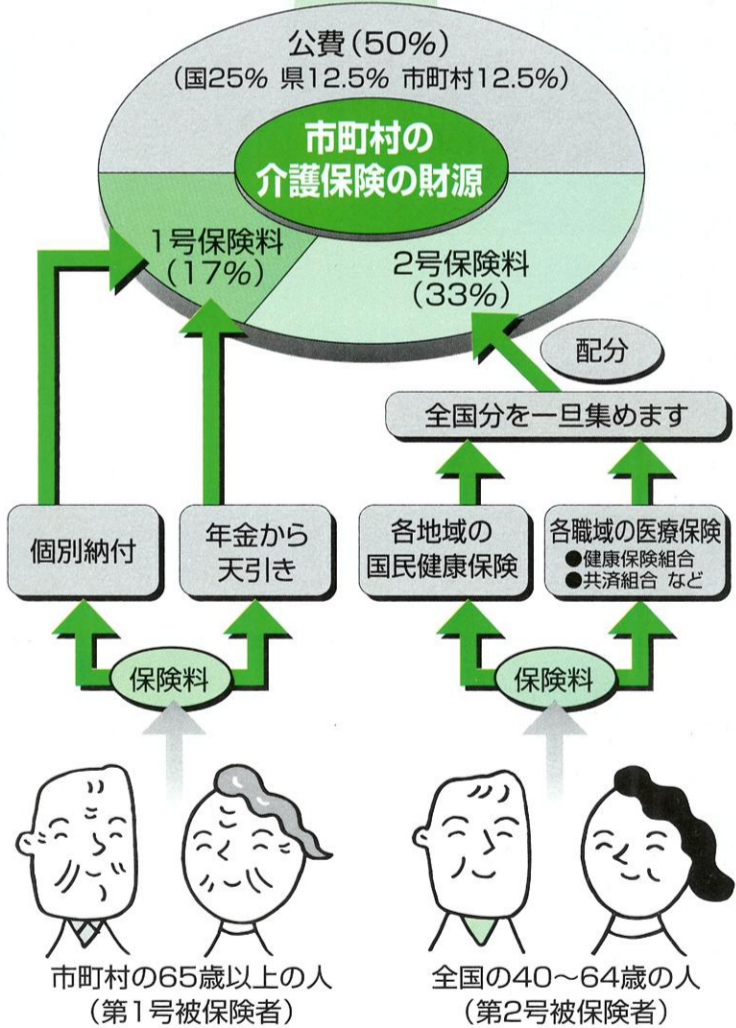 公費(50%)
(国25% 県12.5% 市町村12.5%)
市町村の
介護保険の財源
1号保険料
(17%)
2号保険料
(33%)
配分
全国分を一旦集めます
個別納付
年金から
天引き
各地域の
国民健康保険
各職域の医療保険
●健康保険組合
●共済組合 など
保険料
保険料
市町村の65歳以上の人
(第1号被保険者)
全国の40〜64歳の人
(第2号被保険者)